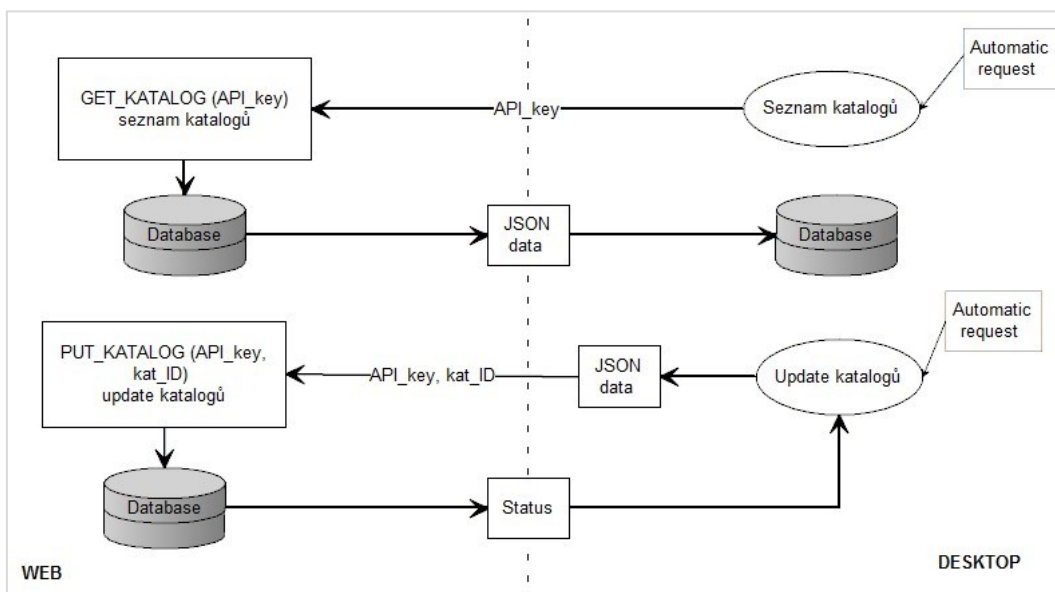 Automatic
request
GET_KATALOG (API_key)
seznam katalogů
API_key
Seznam katalogů
Database
JSON
data
Database
Automatic
request
PUT_KATALOG (API_key,
kat_ID)
update katalogů
API_key, kat_ID
JSON
data
Update katalogů
Database
Status
WEB
DESKTOP